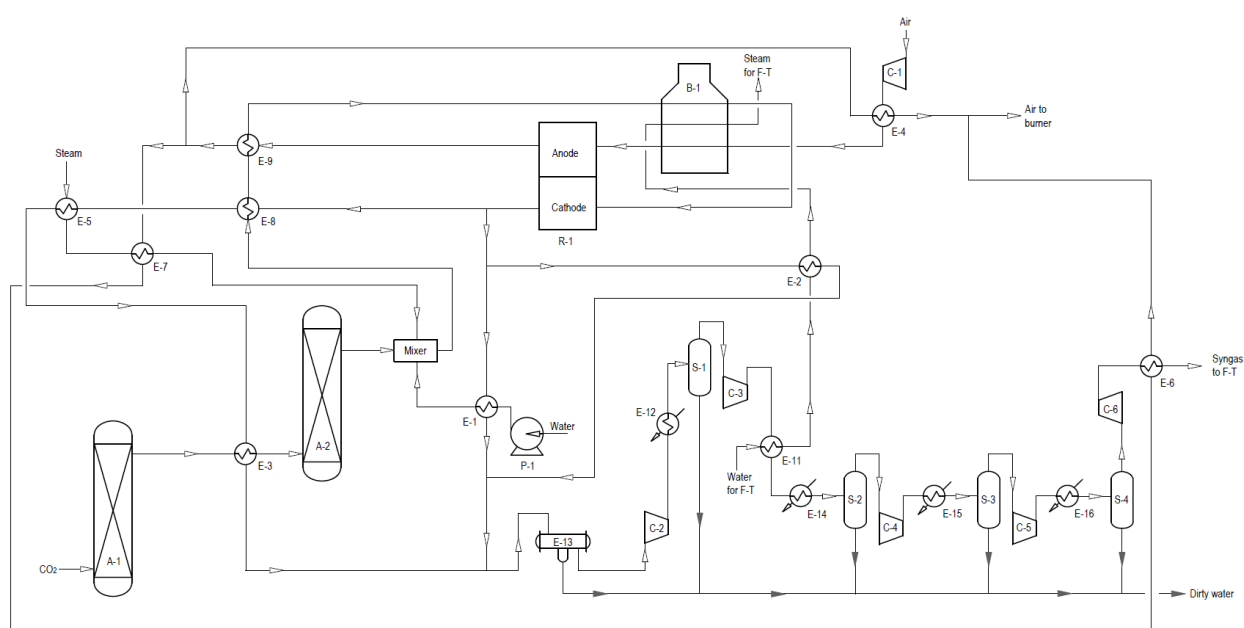 Air
Steam
for F-T
C-1
B-1
Air to
burner
E-4
Steam
Anode
E-9
Cathode
E-5
E-8
R-1
E-7
E-2
Mixer
S-1
Syngas
to F-T
E-6
C-3
E-12
C-6
E-1
Water
A-2
P-1
E-3
E-11
Water
for F-T
S-2
S-3
S-4
E-14
E-15
E-16
C-2
C-4
C-5
E-13
A-1
CO₂
Dirty water